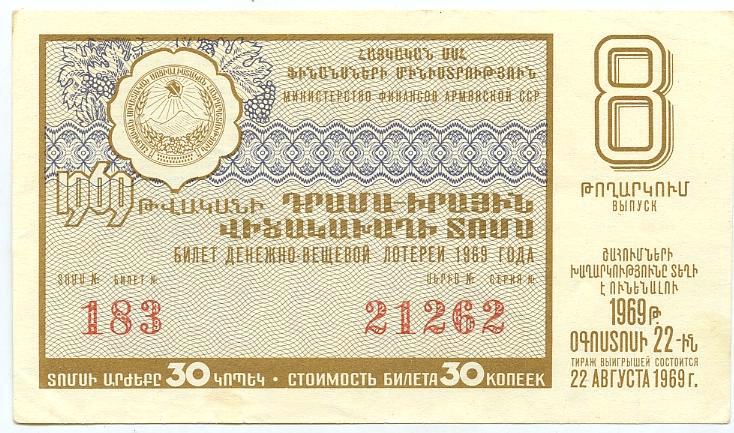 ՀԱՅԿԱԿԱՆ ՍՍՀ
ՖԻՆԱՆՍՆԵՐԻ ՄԻՆԻՍՏՐՈՒԹՅՈՒՆ
МИНИСТЕРСТВО ФИНАНСОВ АРМЯНСКОЙ ССР
1969 ԹՎԱԿԱՆԻ ԴՐԱՄԱ-ԻՐԱՅԻՆ
ՎԻՃԱԿԱԽԱՂԻ ՏՈՄՍ
БИЛЕТ ДЕНЕЖНО-ВЕЩЕВОЙ ЛОТЕРЕИ 1969 ГОДА
ՏՈՄՍ № БИЛЕТ №
183
ՍԵՐԻԱ № СЕРИЯ №
21262
ՏՈՄՍԻ ԱՐԺԵՔԸ 30 ԿՈՊԵԿ · СТОИМОСТЬ БИЛЕТА 30 КОПЕЕК
8
ԹՈՂԱՐԿՈՒՄ
ВЫПУСК
ՇԱՀՈՒՄՆԵՐԻ
ԽԱՂԱՐԿՈՒԹՅՈՒՆԸ ՏԵՂԻ
Է ՈՒՆԵՆԱԼՈՒ
1969 Թ.
ՕԳՈՍՏՈՍԻ 22-ԻՆ
ТИРАЖ ВЫИГРЫШЕЙ СОСТОИТСЯ
22 АВГУСТА 1969 г.